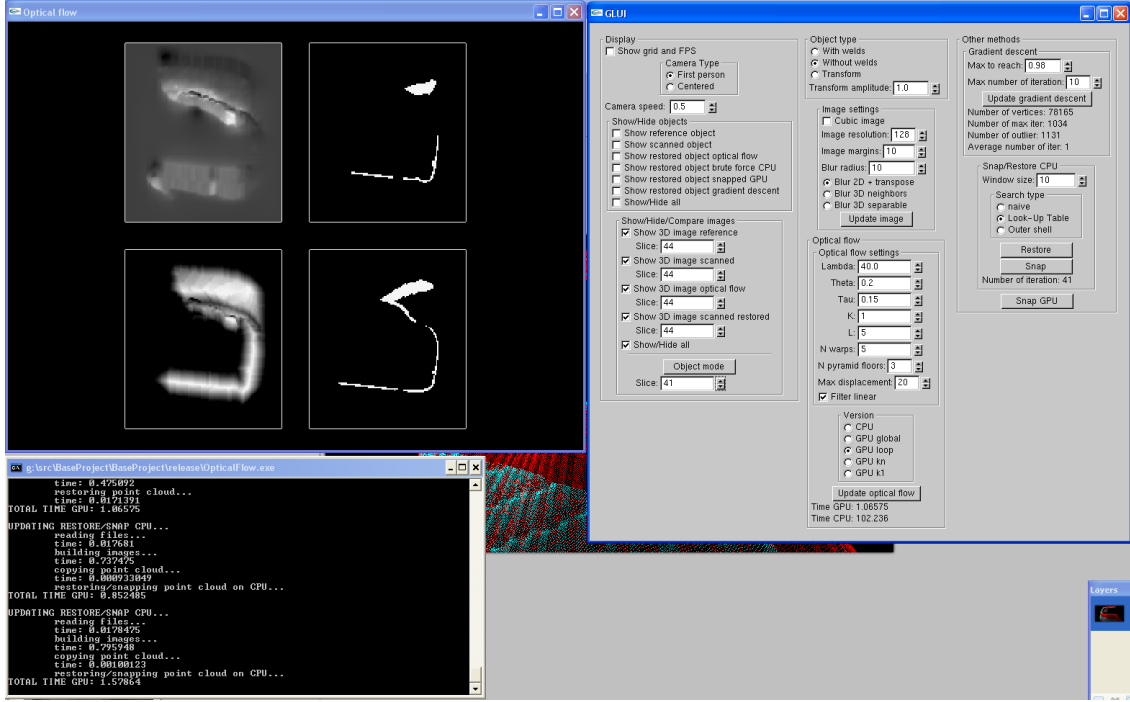 Optical flow
g:\src\BaseProject\BaseProject\release\OpticalFlow.exe
time: 0.475092
restoring point cloud...
time: 0.0171391
TOTAL TIME GPU: 1.06575
UPDATING RESTORE/SNAP CPU...
reading files...
time: 0.017681
building images...
time: 0.737475
copying point cloud...
time: 0.000933049
restoring/snapping point cloud on CPU...
TOTAL TIME GPU: 0.852485
UPDATING RESTORE/SNAP CPU...
reading files...
time: 0.0178475
building images...
time: 0.795948
copying point cloud...
time: 0.00100123
restoring/snapping point cloud on CPU...
TOTAL TIME GPU: 1.57864
GLUI
Display
Show grid and FPS
Camera Type
First person
Centered
Camera speed: 0.5
Show/Hide objects
Show reference object
Show scanned object
Show restored object optical flow
Show restored object brute force CPU
Show restored object snapped GPU
Show restored object gradient descent
Show/Hide all
Show/Hide/Compare images
Show 3D image reference
Slice: 44
Show 3D image scanned
Slice: 44
Show 3D image optical flow
Slice: 44
Show 3D image scanned restored
Slice: 44
Show/Hide all
Object mode
Slice: 41
Object type
With welds
Without welds
Transform
Transform amplitude: 1.0
Image settings
Cubic image
Image resolution: 128
Image margins: 10
Blur radius: 10
Blur 2D + transpose
Blur 3D neighbors
Blur 3D separable
Update image
Optical flow
Optical flow settings
Lambda: 40.0
Theta: 0.2
Tau: 0.15
K: 1
L: 5
N warps: 5
N pyramid floors: 3
Max displacement: 20
Filter linear
Version
CPU
GPU global
GPU loop
GPU kn
GPU k1
Update optical flow
Time GPU: 1.06575
Time CPU: 102.236
Other methods
Gradient descent
Max to reach: 0.98
Max number of iteration: 10
Update gradient descent
Number of vertices: 78165
Number of max iter: 1034
Number of outlier: 1131
Average number of iter: 1
Snap/Restore CPU
Window size: 10
Search type
naive
Look-Up Table
Outer shell
Restore
Snap
Number of iteration: 41
Snap GPU
Layers